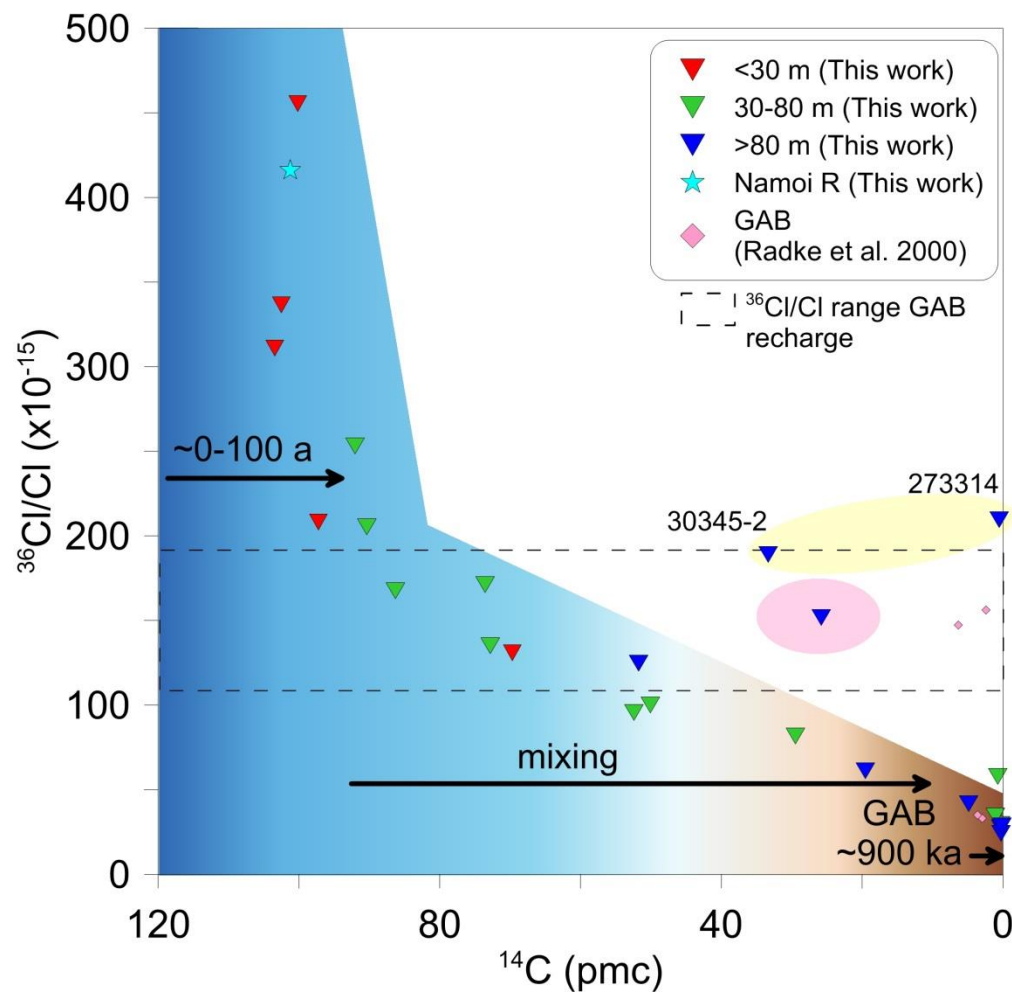 500
400
300
200
100
0
³⁶Cl/Cl (x10⁻¹⁵)
<30 m (This work)
30-80 m (This work)
>80 m (This work)
Namoi R (This work)
GAB
(Radke et al. 2000)
³⁶Cl/Cl range GAB
recharge
~0-100 a
273314
30345-2
mixing
GAB
~900 ka
120
80
40
0
¹⁴C (pmc)